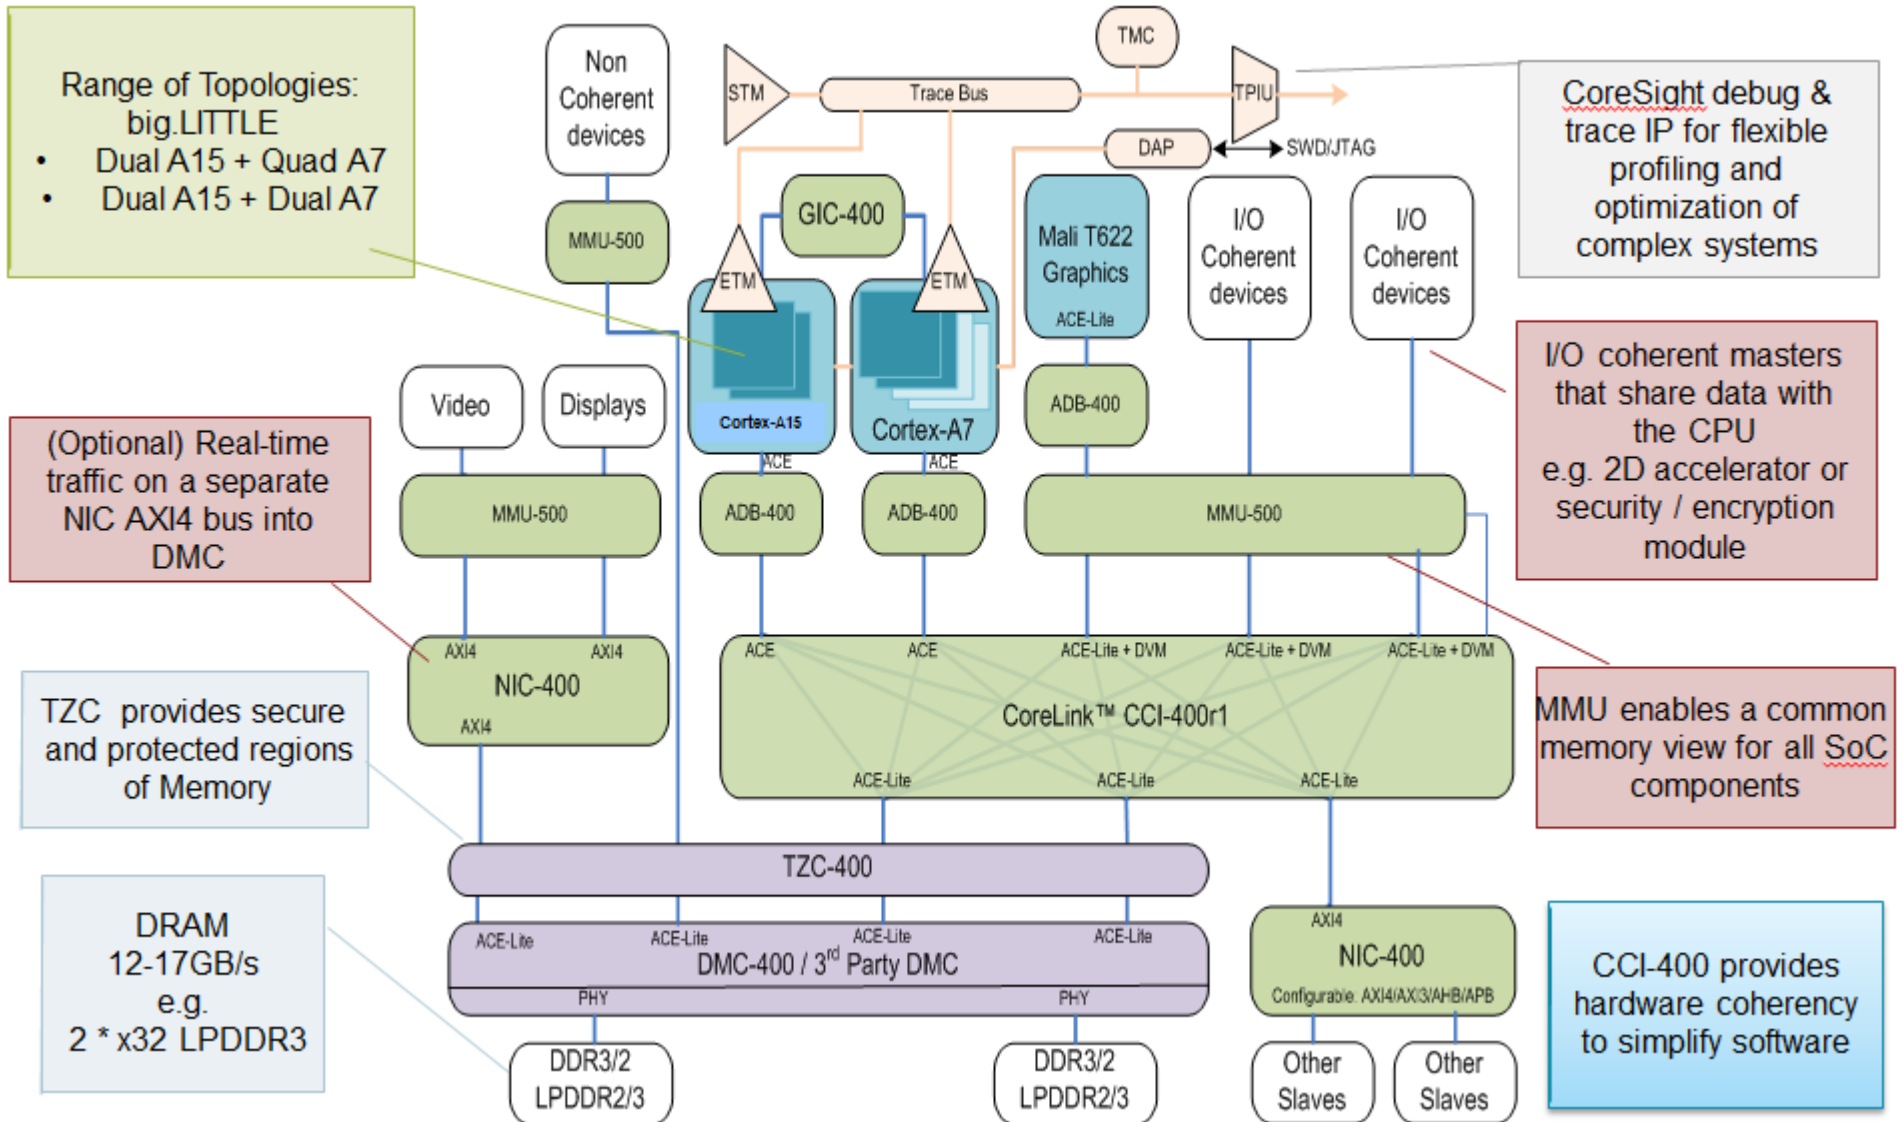 Range of Topologies:
big.LITTLE
• Dual A15 + Quad A7
• Dual A15 + Dual A7
Non
Coherent
devices
MMU-500
STM
Trace Bus
TMC
TPIU
DAP
SWD/JTAG
CoreSight debug &
trace IP for flexible
profiling and
optimization of
complex systems
GIC-400
ETM
ETM
Cortex-A15
Cortex-A7
Mali T622
Graphics
ACE-Lite
I/O
Coherent
devices
I/O
Coherent
devices
I/O coherent masters
that share data with
the CPU
e.g. 2D accelerator or
security / encryption
module
Video
Displays
ADB-400
ACE
ACE
(Optional) Real-time
traffic on a separate
NIC AXI4 bus into
DMC
MMU-500
ADB-400
ADB-400
MMU-500
AXI4
AXI4
NIC-400
AXI4
ACE
ACE
ACE-Lite + DVM
ACE-Lite + DVM
ACE-Lite + DVM
CoreLink™ CCI-400r1
ACE-Lite
ACE-Lite
ACE-Lite
MMU enables a common
memory view for all SoC
components
TZC provides secure
and protected regions
of Memory
TZC-400
ACE-Lite
ACE-Lite
ACE-Lite
ACE-Lite
DMC-400 / 3rd Party DMC
PHY
PHY
DRAM
12-17GB/s
e.g.
2 * x32 LPDDR3
DDR3/2
LPDDR2/3
DDR3/2
LPDDR2/3
AXI4
NIC-400
Configurable: AXI4/AXI3/AHB/APB
Other
Slaves
Other
Slaves
CCI-400 provides
hardware coherency
to simplify software